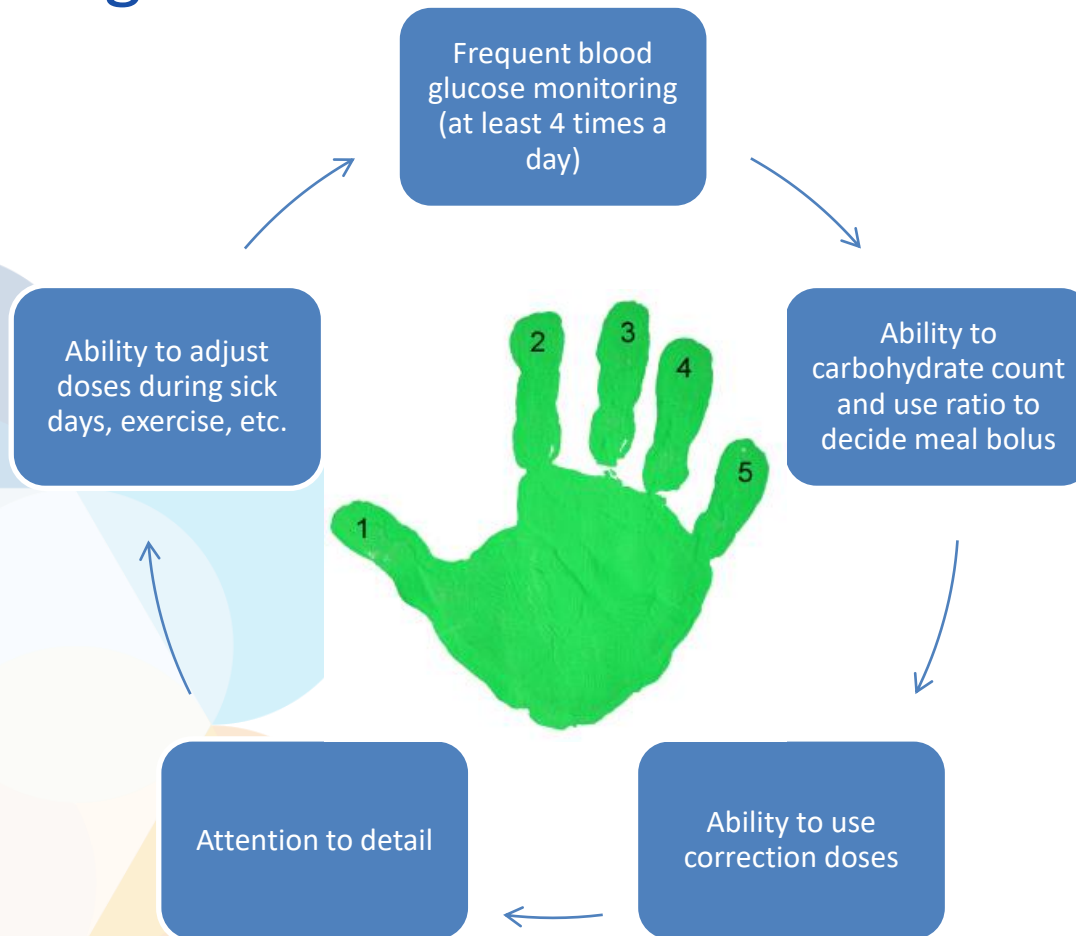 g
Frequent blood
glucose monitoring
(at least 4 times a
day)
Ability to
carbohydrate count
and use ratio to
decide meal bolus
Ability to use
correction doses
Attention to detail
Ability to adjust
doses during sick
days, exercise, etc.
1
2
3
4
5